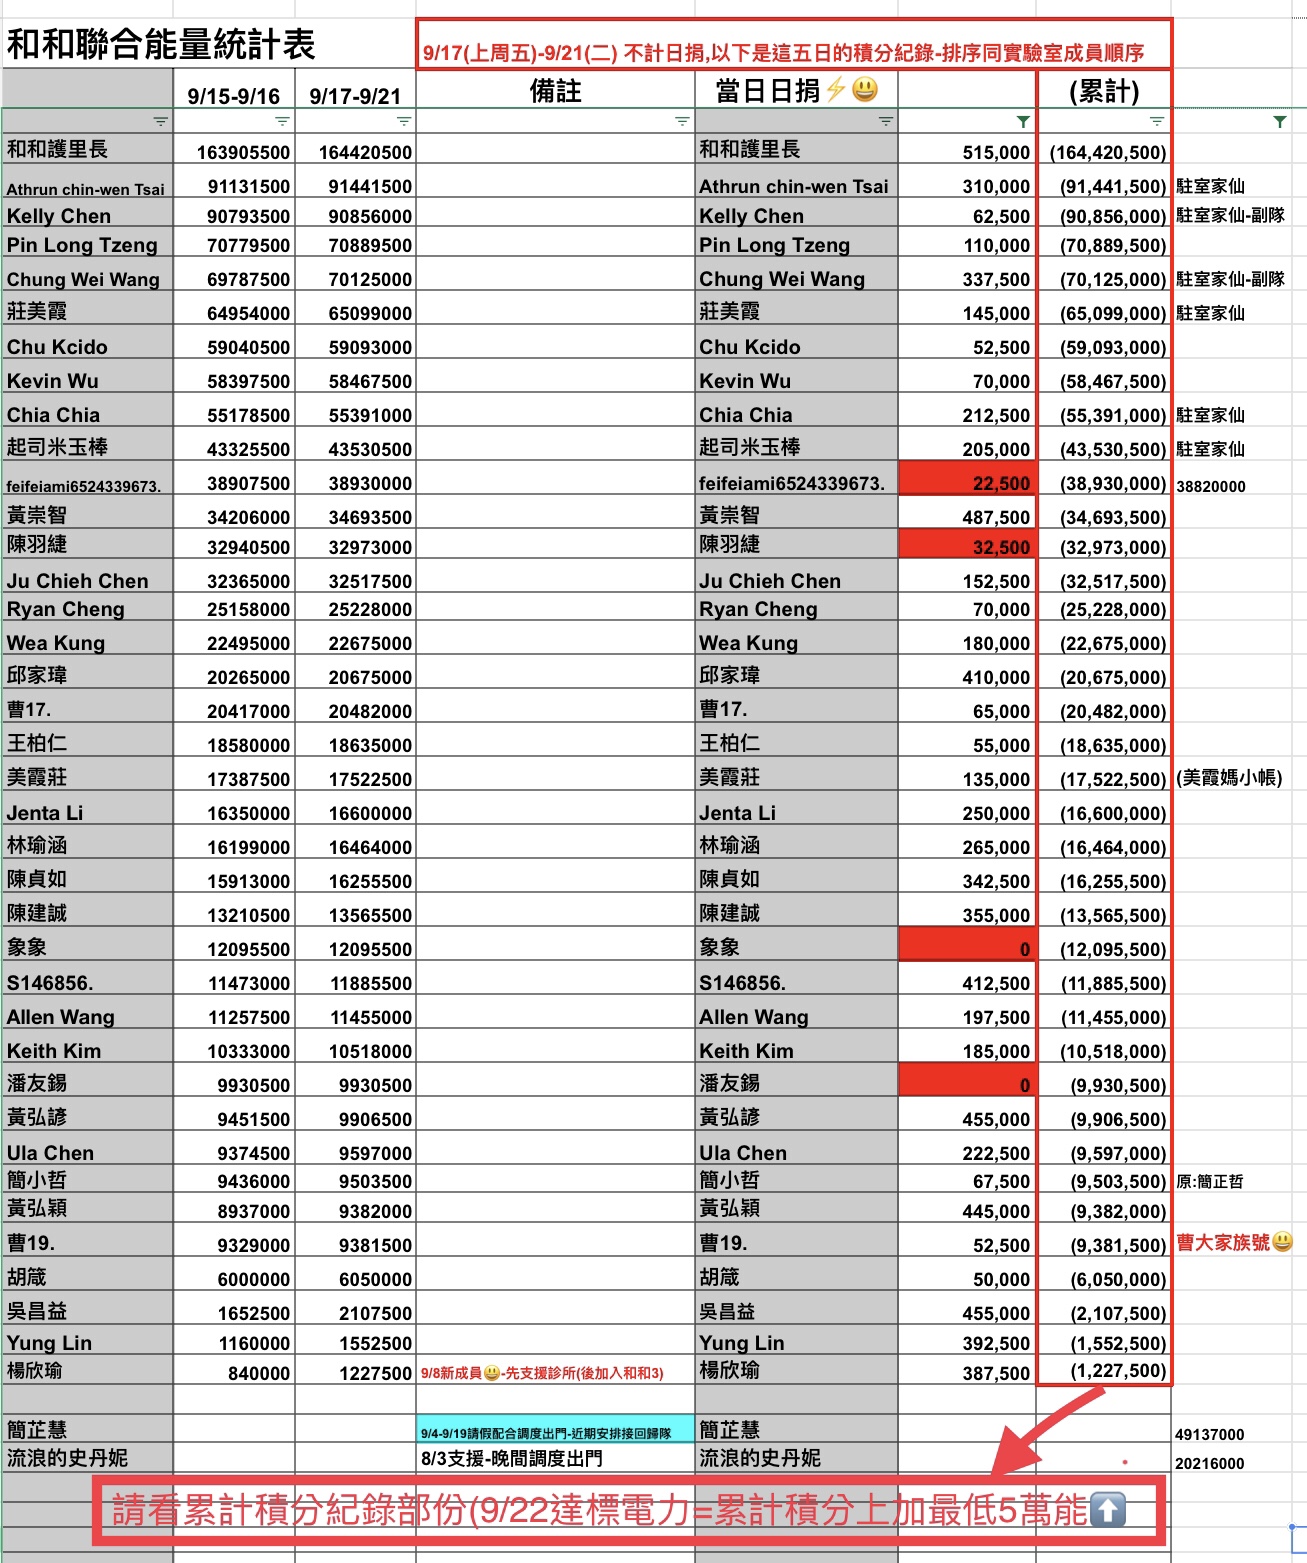 和和聯合能量統計表
9/17(上周五)-9/21(二) 不計日捐,以下是這五日的積分紀錄-排序同實驗室成員順序
9/15-9/16 9/17-9/21 備註 當日日捐⚡😃 (累計)
和和護里長 163905500 164420500 和和護里長 515,000 (164,420,500)
Athrun chin-wen Tsai 91131500 91441500 Athrun chin-wen Tsai 310,000 (91,441,500) 駐室家仙
Kelly Chen 90793500 90856000 Kelly Chen 62,500 (90,856,000) 駐室家仙-副隊
Pin Long Tzeng 70779500 70889500 Pin Long Tzeng 110,000 (70,889,500)
Chung Wei Wang 69787500 70125000 Chung Wei Wang 337,500 (70,125,000) 駐室家仙-副隊
莊美霞 64954000 65099000 莊美霞 145,000 (65,099,000) 駐室家仙
Chu Kcido 59040500 59093000 Chu Kcido 52,500 (59,093,000)
Kevin Wu 58397500 58467500 Kevin Wu 70,000 (58,467,500)
Chia Chia 55178500 55391000 Chia Chia 212,500 (55,391,000) 駐室家仙
起司米玉棒 43325500 43530500 起司米玉棒 205,000 (43,530,500) 駐室家仙
feifeiami6524339673. 38907500 38930000 feifeiami6524339673. 22,500 (38,930,000) 38820000
黃崇智 34206000 34693500 黃崇智 487,500 (34,693,500)
陳羽緁 32940500 32973000 陳羽緁 32,500 (32,973,000)
Ju Chieh Chen 32365000 32517500 Ju Chieh Chen 152,500 (32,517,500)
Ryan Cheng 25158000 25228000 Ryan Cheng 70,000 (25,228,000)
Wea Kung 22495000 22675000 Wea Kung 180,000 (22,675,000)
邱家瑋 20265000 20675000 邱家瑋 410,000 (20,675,000)
曹17. 20417000 20482000 曹17. 65,000 (20,482,000)
王柏仁 18580000 18635000 王柏仁 55,000 (18,635,000)
美霞莊 17387500 17522500 美霞莊 135,000 (17,522,500) (美霞媽小帳)
Jenta Li 16350000 16600000 Jenta Li 250,000 (16,600,000)
林瑜涵 16199000 16464000 林瑜涵 265,000 (16,464,000)
陳貞如 15913000 16255500 陳貞如 342,500 (16,255,500)
陳建誠 13210500 13565500 陳建誠 355,000 (13,565,500)
象象 12095500 12095500 象象 0 (12,095,500)
S146856. 11473000 11885500 S146856. 412,500 (11,885,500)
Allen Wang 11257500 11455000 Allen Wang 197,500 (11,455,000)
Keith Kim 10333000 10518000 Keith Kim 185,000 (10,518,000)
潘友錫 9930500 9930500 潘友錫 0 (9,930,500)
黃弘諺 9451500 9906500 黃弘諺 455,000 (9,906,500)
Ula Chen 9374500 9597000 Ula Chen 222,500 (9,597,000)
簡小哲 9436000 9503500 簡小哲 67,500 (9,503,500) 原:簡正哲
黃弘穎 8937000 9382000 黃弘穎 445,000 (9,382,000)
曹19. 9329000 9381500 曹19. 52,500 (9,381,500) 曹大家族號😃
胡箴 6000000 6050000 胡箴 50,000 (6,050,000)
吳昌益 1652500 2107500 吳昌益 455,000 (2,107,500)
Yung Lin 1160000 1552500 Yung Lin 392,500 (1,552,500)
楊欣瑜 840000 1227500 9/8新成員😃-先支援診所(後加入和和3) 楊欣瑜 387,500 (1,227,500)
簡芷慧 9/4-9/19請假配合調度出門-近期安排接回歸隊 簡芷慧 49137000
流浪的史丹妮 8/3支援-晚間調度出門 流浪的史丹妮 20216000
請看累計積分紀錄部份(9/22達標電力=累計積分上加最低5萬能⬆️